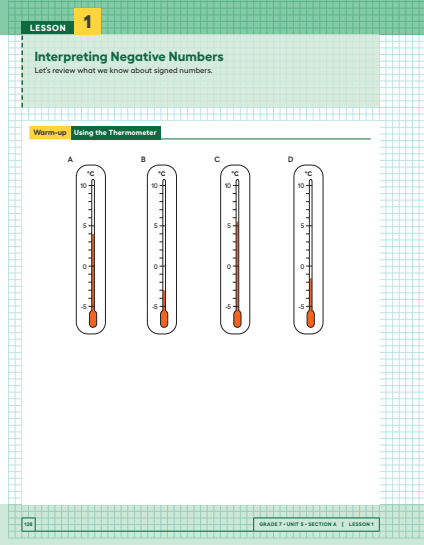 LESSON 1
Interpreting Negative Numbers
Let's review what we know about signed numbers.
Warm-up Using the Thermometer
A B C D
°C °C °C °C
10 10 10 10
5 5 5 5
0 0 0 0
-5 -5 -5 -5
128 GRADE 7 • UNIT 5 • SECTION A | LESSON 1